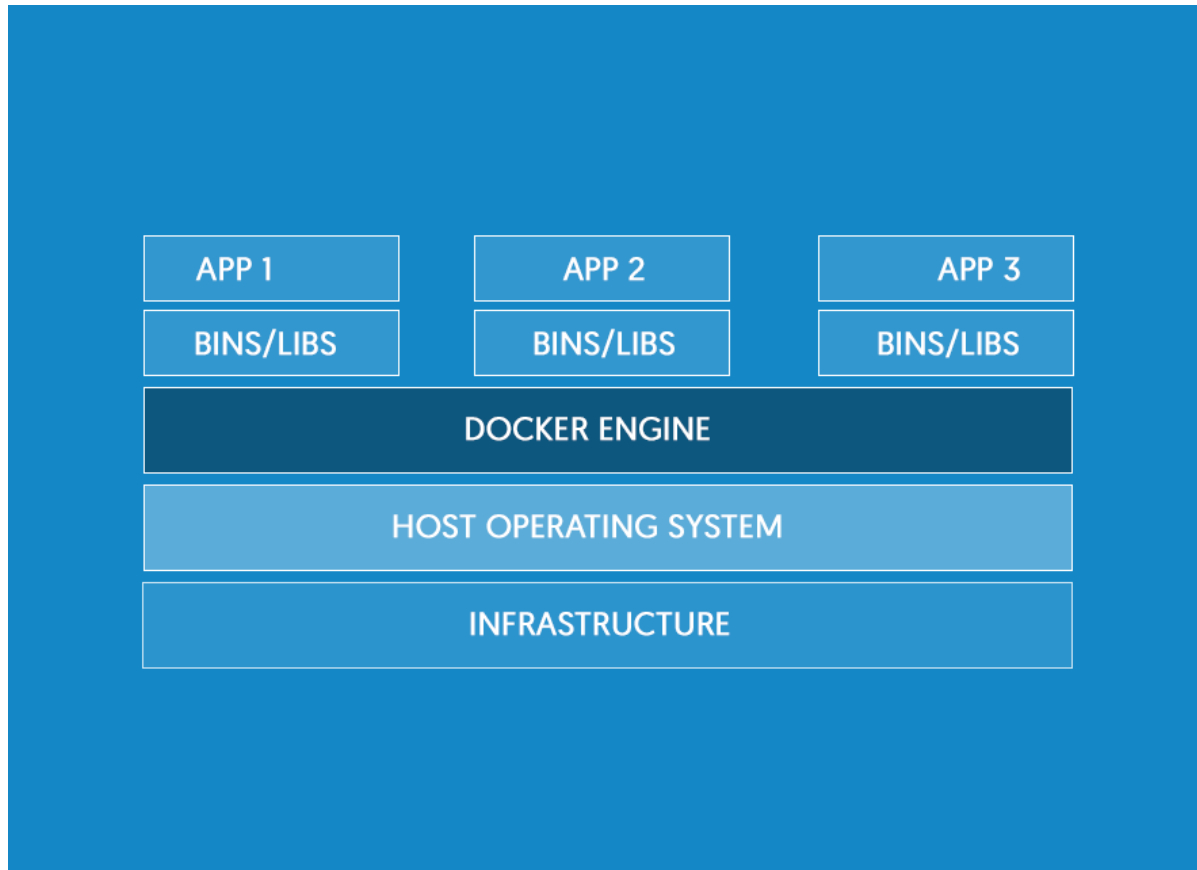 APP 1
APP 2
APP 3
BINS/LIBS
BINS/LIBS
BINS/LIBS
DOCKER ENGINE
HOST OPERATING SYSTEM
INFRASTRUCTURE